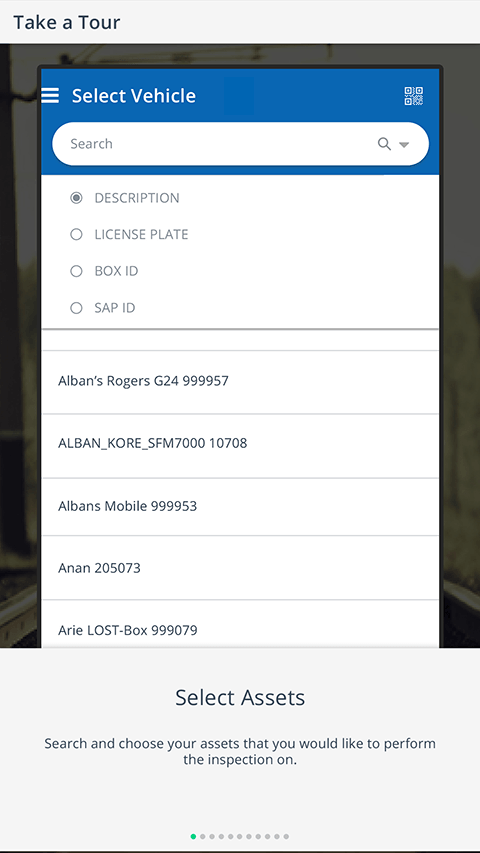 Take a Tour
Select Vehicle
Search
DESCRIPTION
LICENSE PLATE
BOX ID
SAP ID
Alban’s Rogers G24 999957
ALBAN_KORE_SFM7000 10708
Albans Mobile 999953
Anan 205073
Arie LOST-Box 999079
Select Assets
Search and choose your assets that you would like to perform
the inspection on.